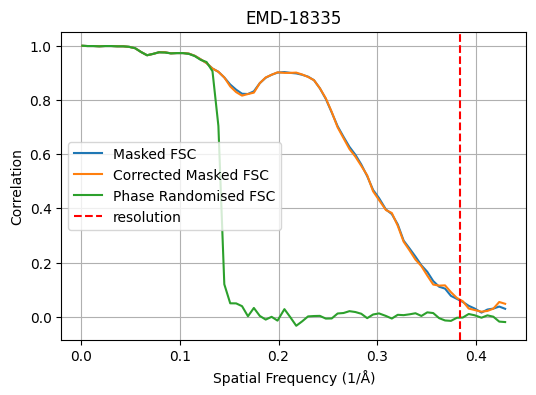 EMD-18335
1.0
0.8
0.6
0.4
0.2
0.0
Correlation
Masked FSC
Corrected Masked FSC
Phase Randomised FSC
resolution
0.0 0.1 0.2 0.3 0.4
Spatial Frequency (1/Å)